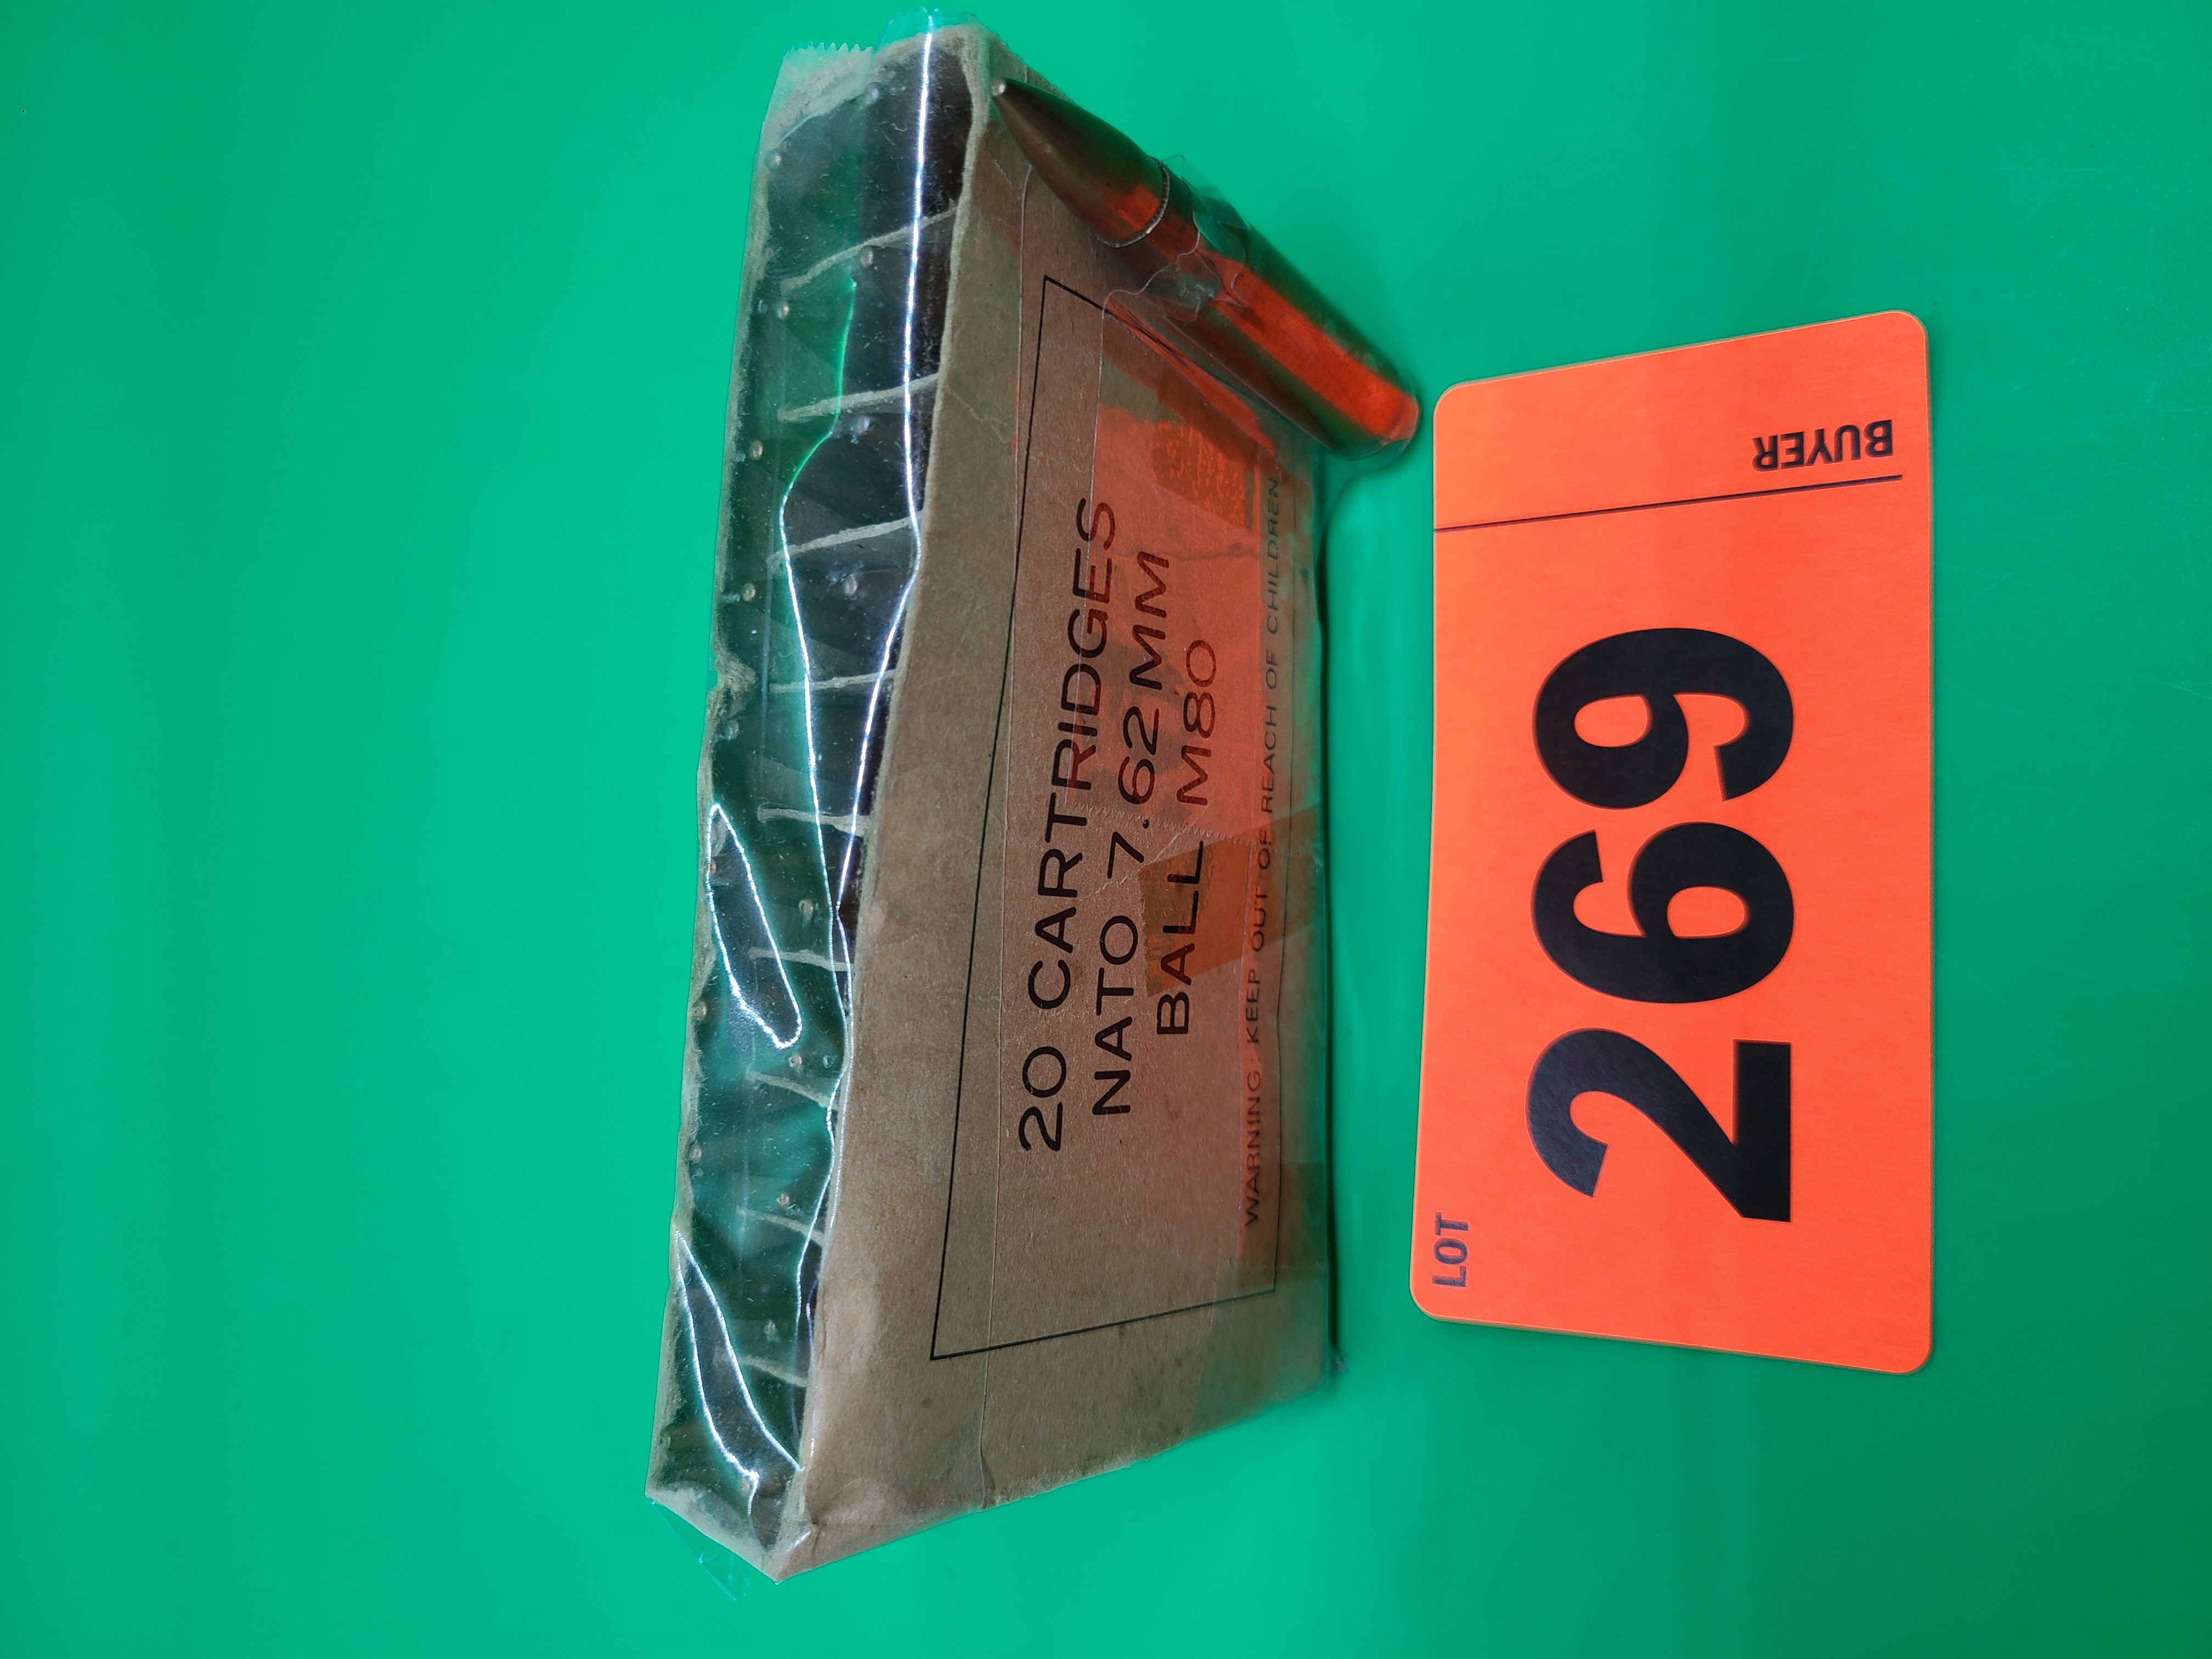 20 CARTRIDGES
NATO 7.62 MM
BALL M80
WARNING: KEEP OUT OF REACH OF CHILDREN
LOT
269
BUYER